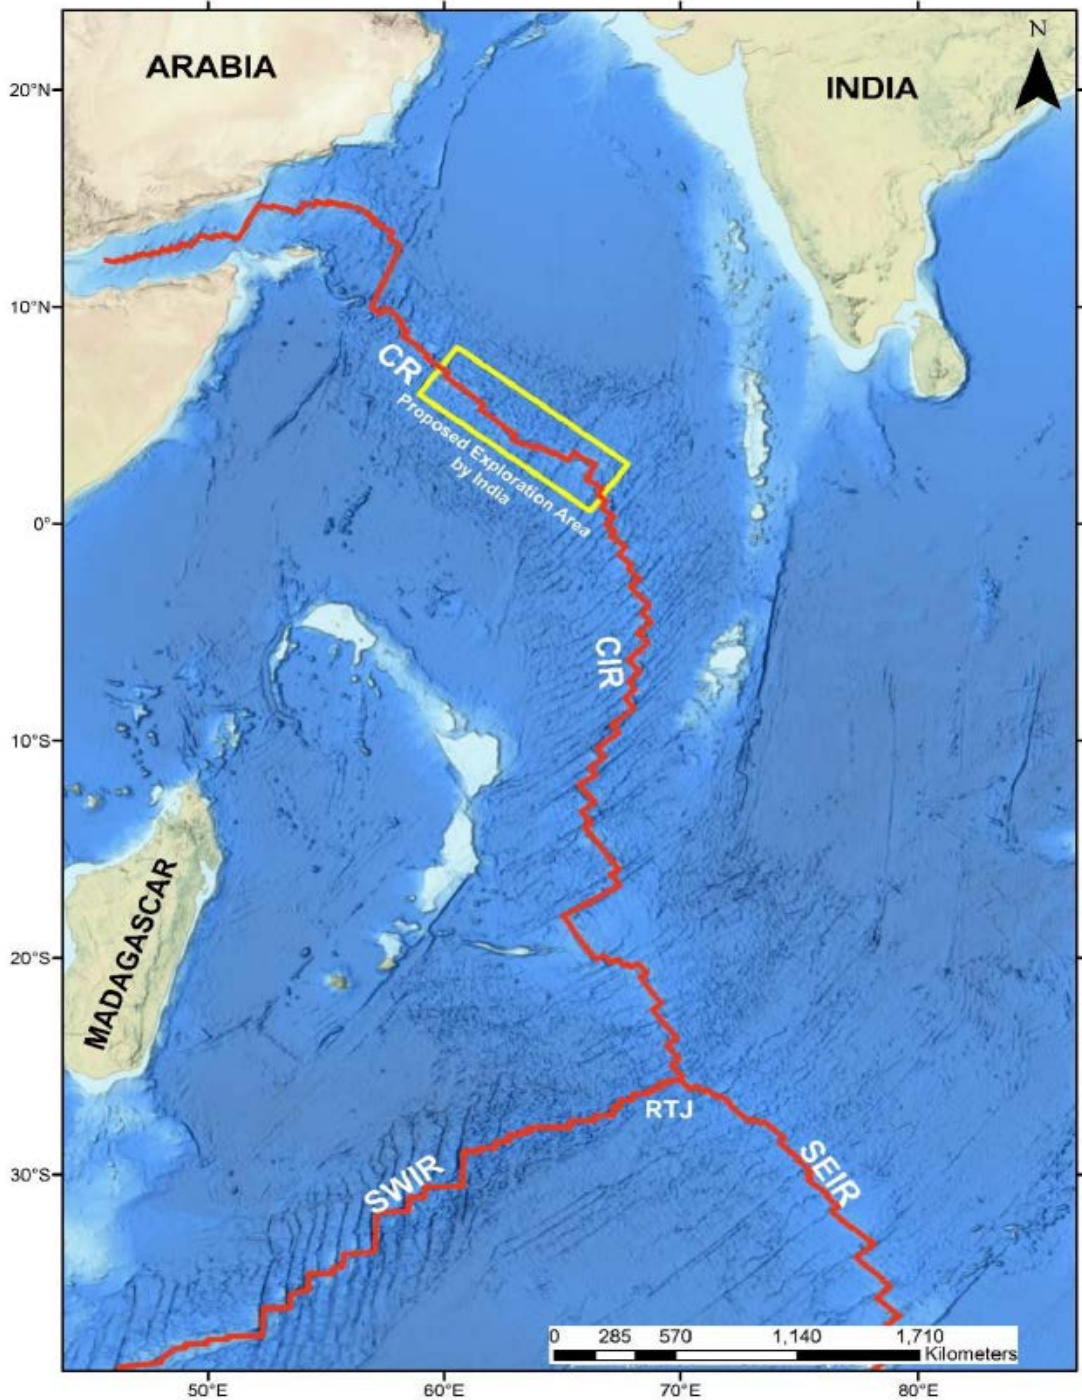 N
ARABIA
INDIA
20°N
10°N
CR
Proposed Exploration Area
by India
0°
CIR
10°S
MADAGASCAR
20°S
RTJ
30°S
SWIR
SEIR
0 285 570 1,140 1,710
Kilometers
50°E 60°E 70°E 80°E